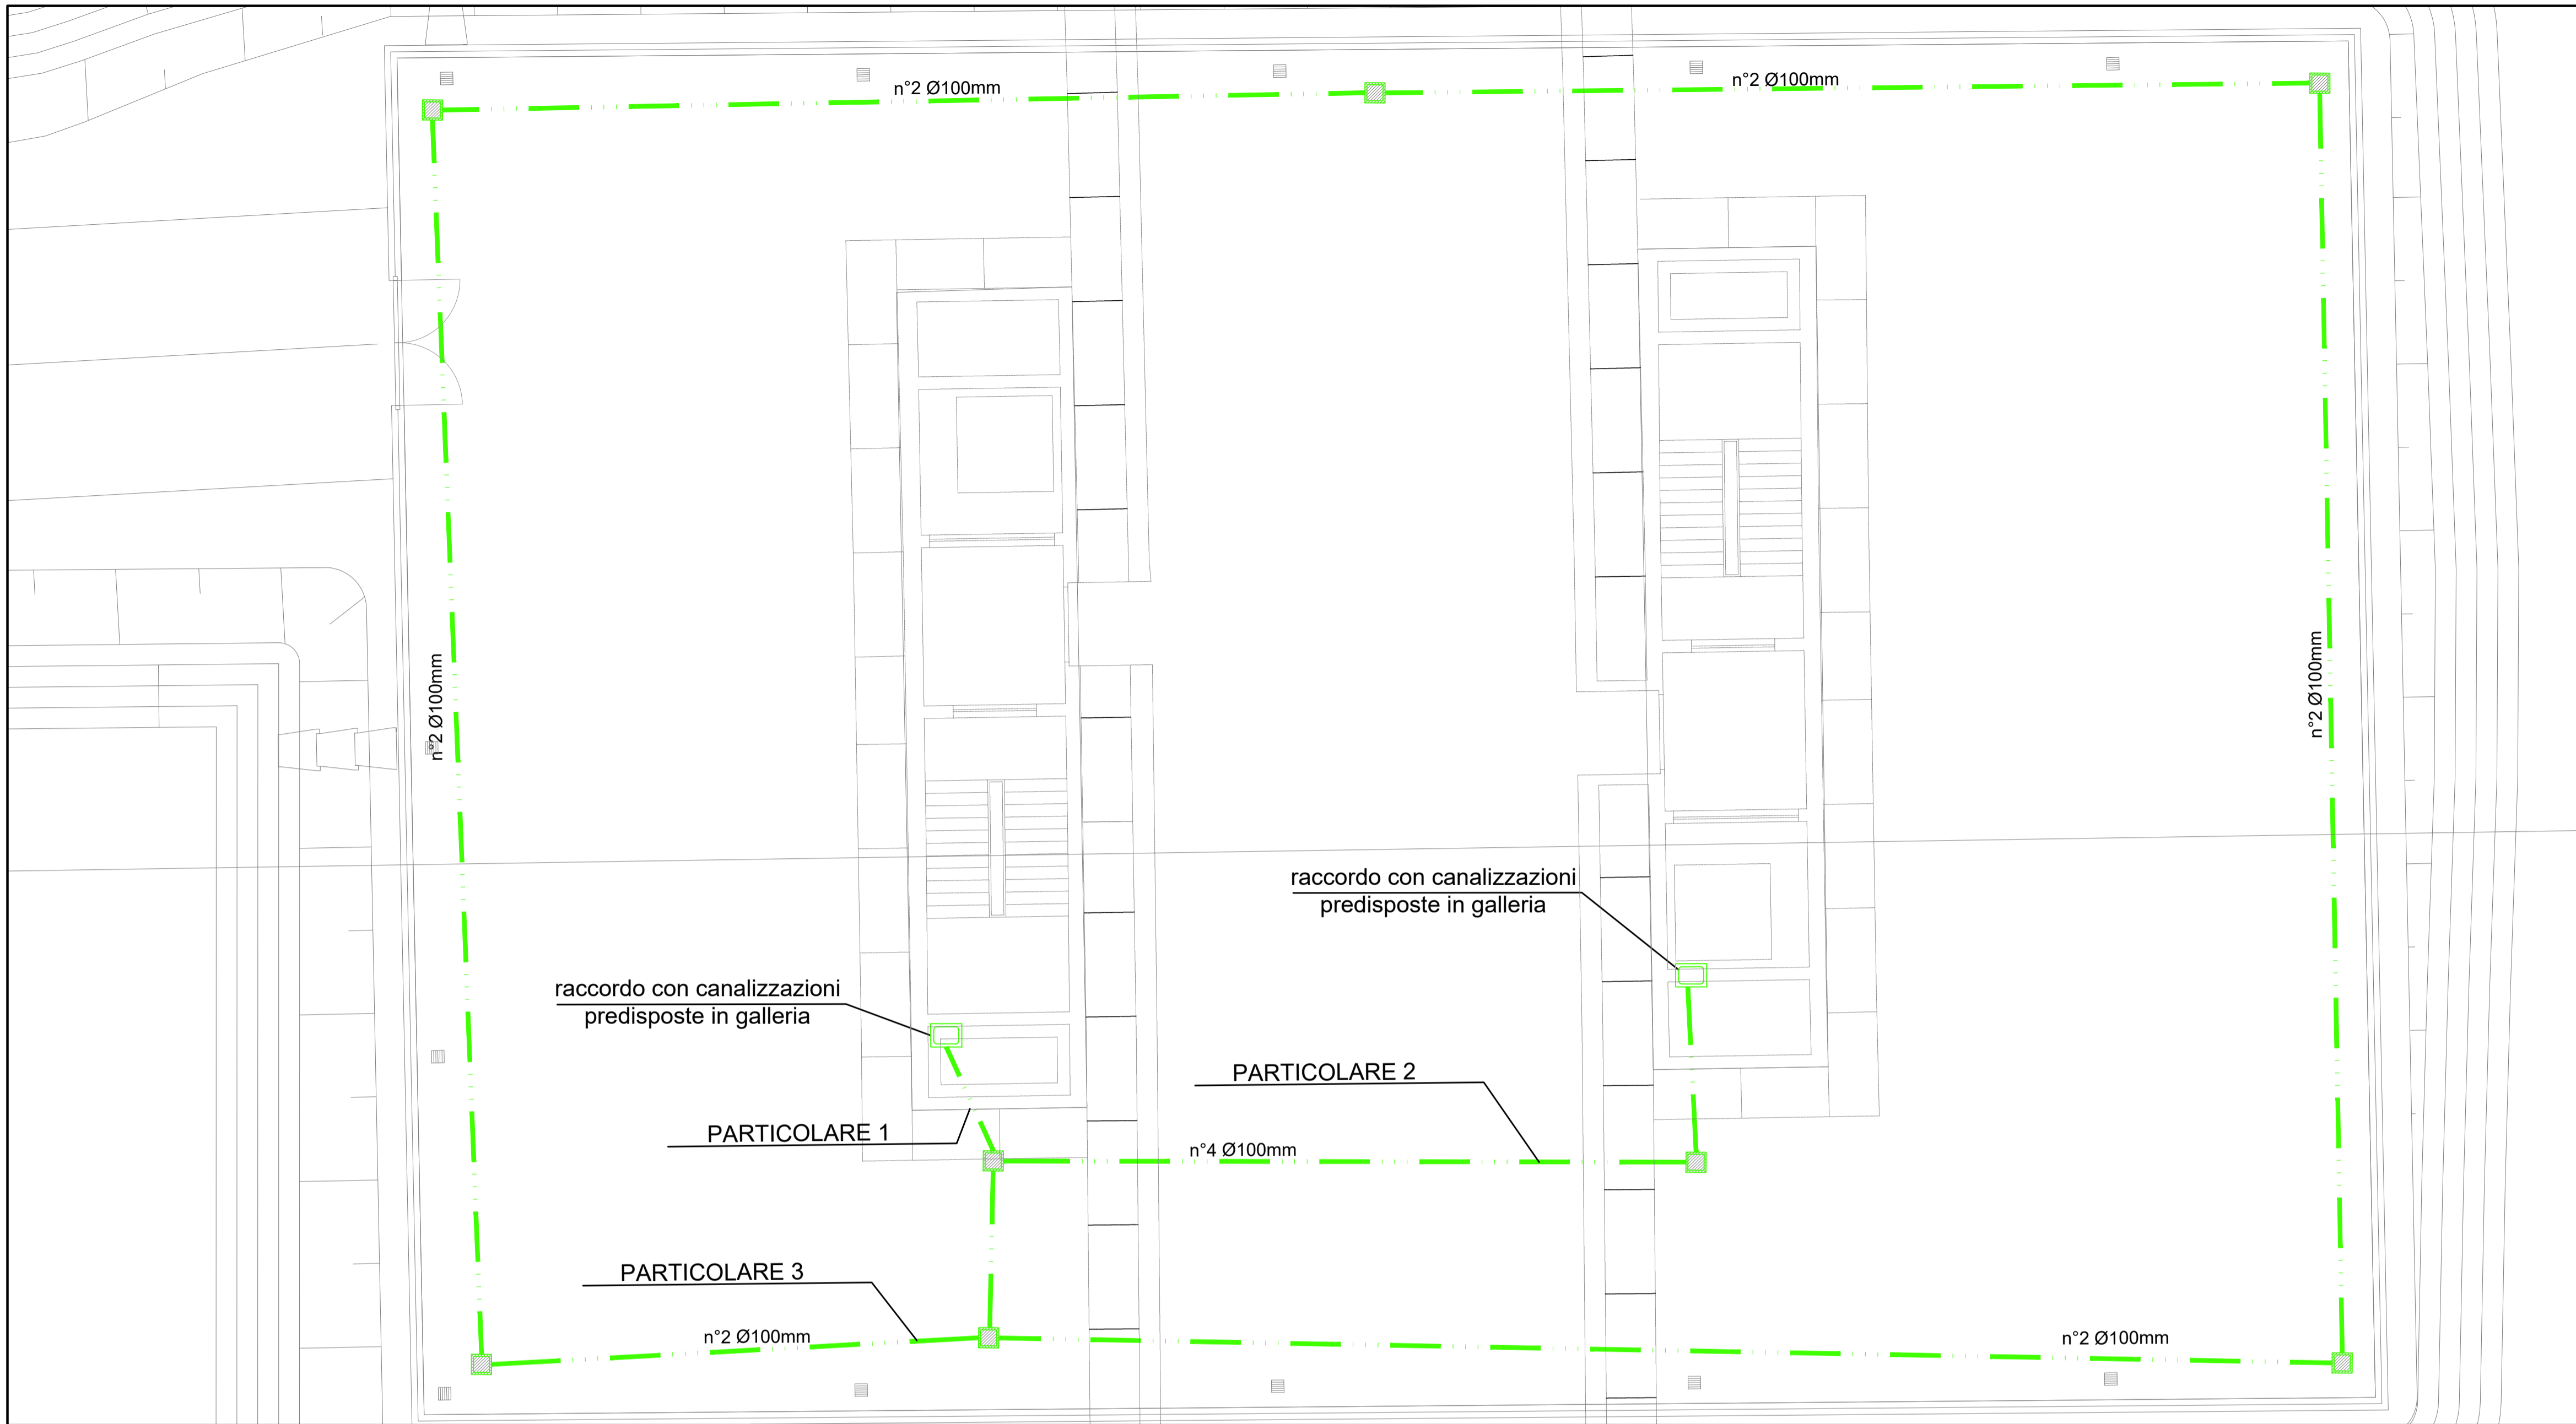 n°2 Ø100mm
n°2 Ø100mm
n°2 Ø100mm
n°2 Ø100mm
raccordo con canalizzazioni
predisposte in galleria
raccordo con canalizzazioni
predisposte in galleria
PARTICOLARE 2
PARTICOLARE 1
n°4 Ø100mm
PARTICOLARE 3
n°2 Ø100mm
n°2 Ø100mm